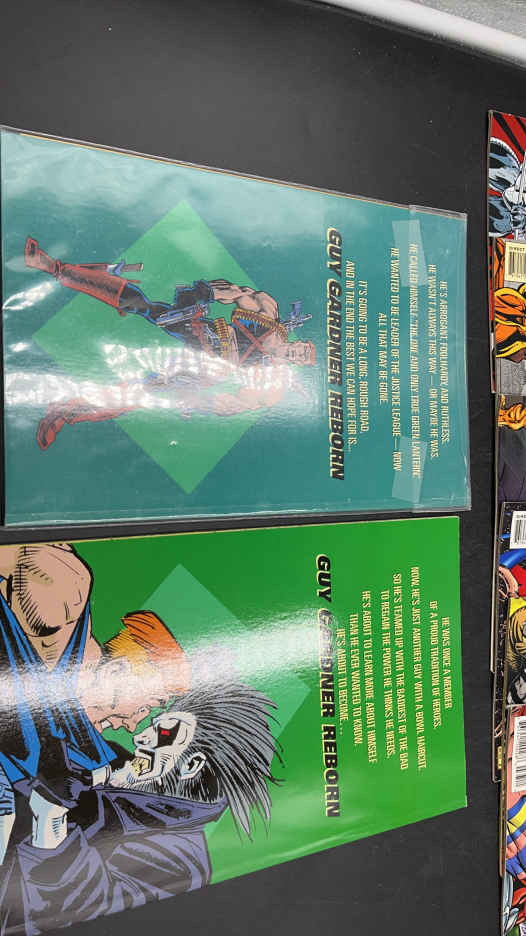 HE'S ARROGANT, FOOLHARDY, AND RUTHLESS.
HE WASN'T ALWAYS THIS WAY — OR MAYBE HE WAS.
HE CALLED HIMSELF "THE ONE AND ONLY TRUE GREEN LANTERN."
HE WANTED TO BE LEADER OF THE JUSTICE LEAGUE — NOW
ALL THAT MAY BE GONE.
IT'S GOING TO BE A LONG, ROUGH ROAD,
AND IN THE END THE BEST WE CAN HOPE FOR IS...
GUY GARDNER REBORN
HE WAS ONCE A MEMBER
OF A PROUD TRADITION OF HEROES.
NOW, HE'S JUST ANOTHER GUY WITH A BOWL HAIRCUT.
SO HE'S TEAMED UP WITH THE BADDEST OF THE BAD
TO REGAIN THE POWER HE THINKS HE NEEDS.
HE'S ABOUT TO LEARN MORE ABOUT HIMSELF
THAN HE EVER WANTED TO KNOW.
HE'S ABOUT TO BECOME...
GUY GARDNER REBORN